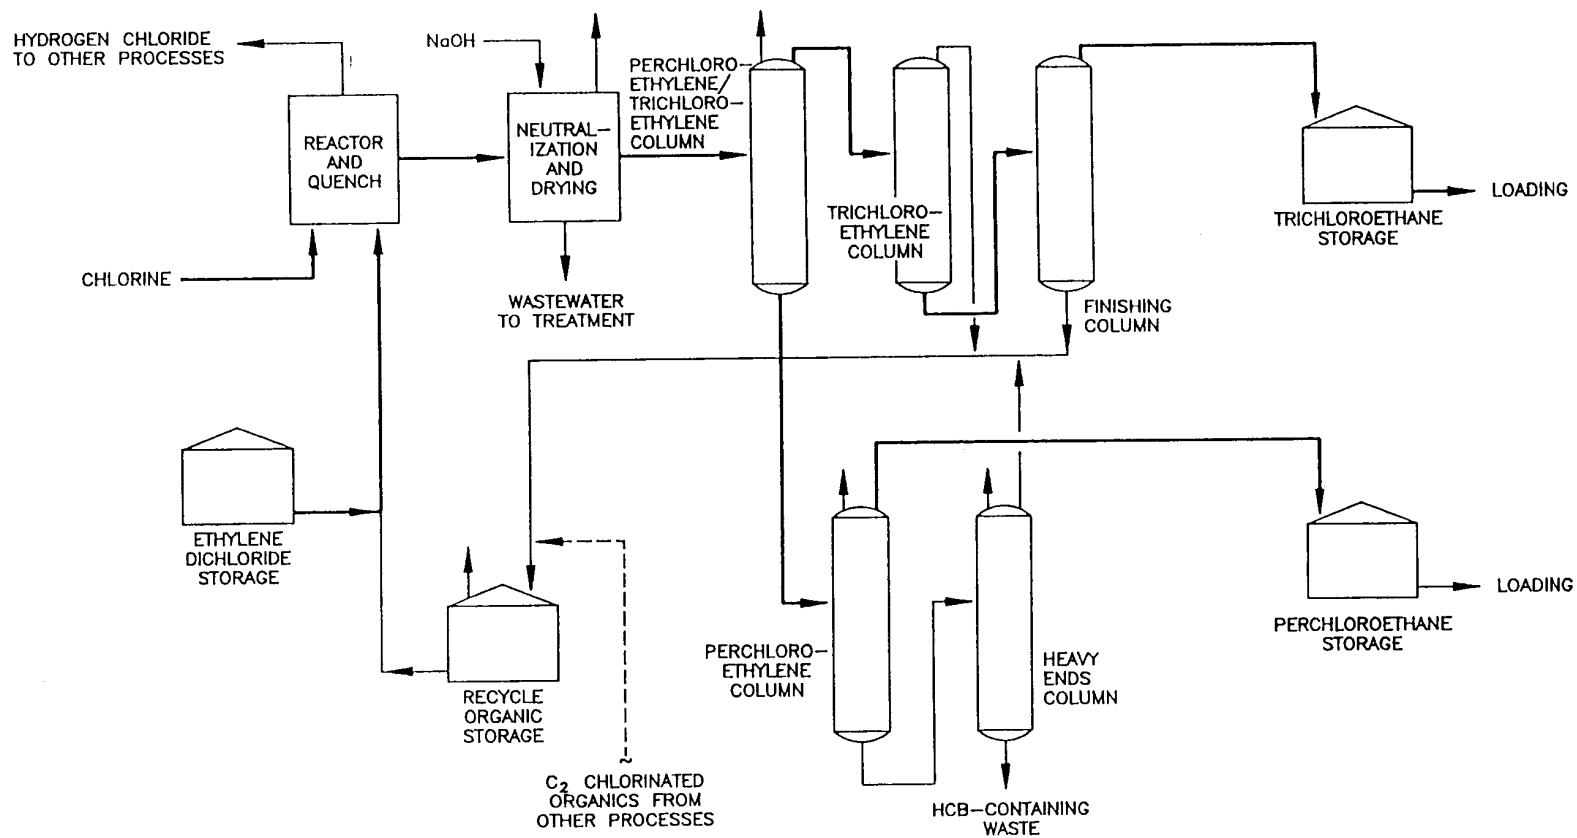 HYDROGEN CHLORIDE
TO OTHER PROCESSES
NaOH
PERCHLORO—
ETHYLENE/
TRICHLORO—
ETHYLENE
COLUMN
REACTOR
AND
QUENCH
NEUTRAL—
IZATION
AND
DRYING
TRICHLORO—
ETHYLENE
COLUMN
LOADING
TRICHLOROETHANE
STORAGE
CHLORINE
WASTEWATER
TO TREATMENT
FINISHING
COLUMN
ETHYLENE
DICHLORIDE
STORAGE
LOADING
PERCHLOROETHANE
STORAGE
PERCHLORO—
ETHYLENE
COLUMN
HEAVY
ENDS
COLUMN
RECYCLE
ORGANIC
STORAGE
~
C₂ CHLORINATED
ORGANICS FROM
OTHER PROCESSES
HCB—CONTAINING
WASTE